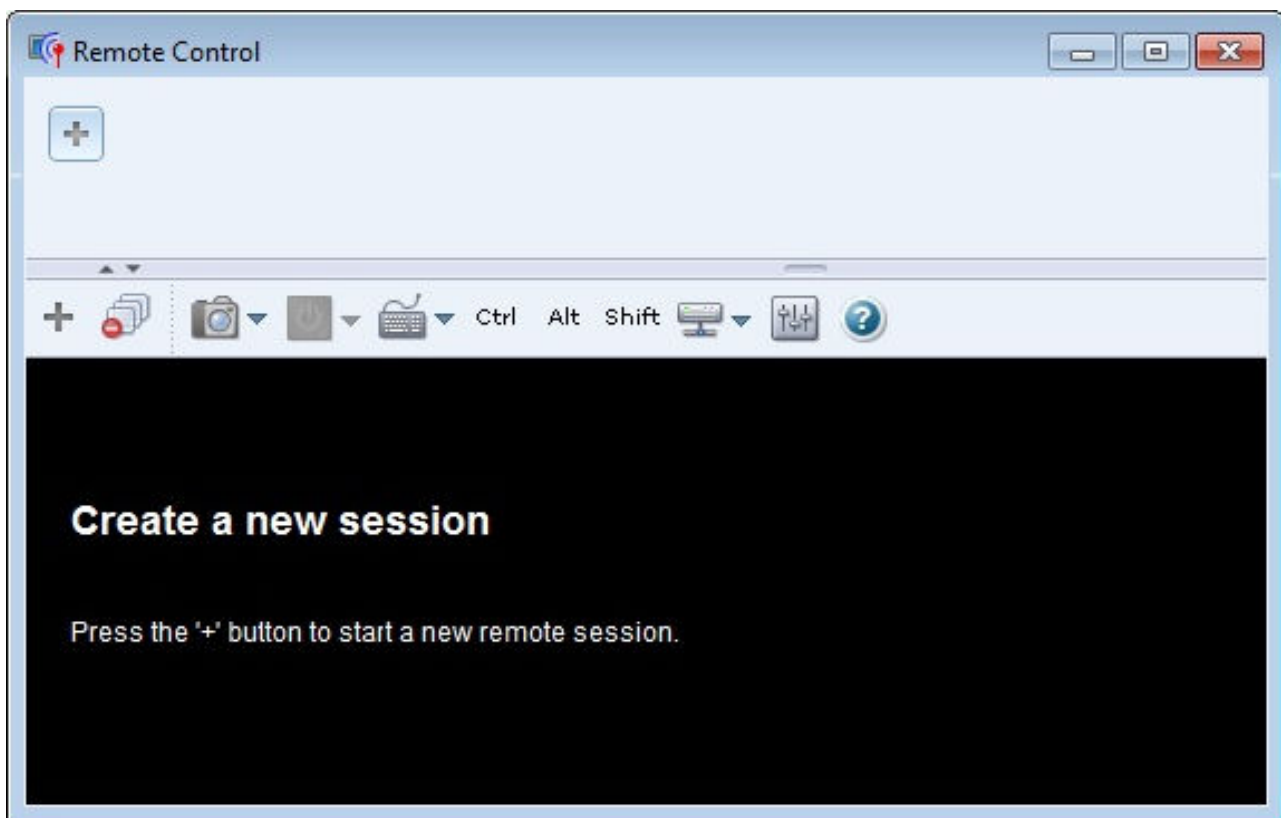 Remote Control
Ctrl Alt Shift
Create a new session
Press the '+' button to start a new remote session.